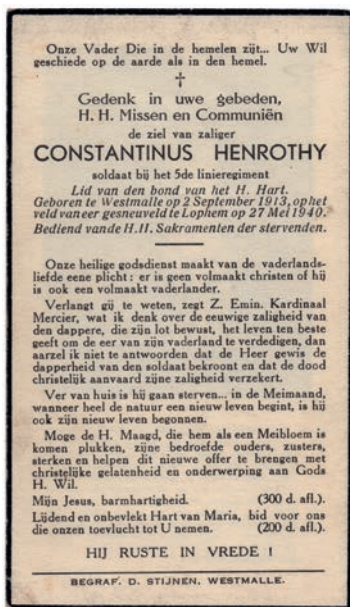 Onze Vader Die in de hemelen zijt... Uw Wil
geschiede op de aarde als in den hemel.
†
Gedenk in uwe gebeden,
H. H. Missen en Communiën
de ziel van zaliger
CONSTANTINUS HENROTHY
soldaat bij het 5de linieregiment
Lid van den bond van het H. Hart.
Geboren te Westmalle op 2 September 1913, op het
veld van eer gesneuveld te Lophem op 27 Mei 1940.
Bediend van de H.H. Sakramenten der stervenden.
Onze heilige godsdienst maakt van de vaderlands-
liefde eene plicht : er is geen volmaakt christen of hij
is ook een volmaakt vaderlander.
Verlangt gij te weten, zegt Z. Emin. Kardinaal
Mercier, wat ik denk over de eeuwige zaligheid van
den dappere, die zijn lot bewust, het leven ten beste
geeft om de eer van zijn vaderland te verdedigen, dan
aarzel ik niet te antwoorden dat de Heer gewis de
dapperheid van den soldaat bekroont en dat de dood
christelijk aanvaard zijne zaligheid verzekert.
Ver van huis is hij gaan sterven... in de Meimaand,
wanneer heel de natuur een nieuw leven begint, is hij
ook zijn nieuw leven begonnen.
Moge de H. Maagd, die hem als een Meibloem is
komen plukken, zijne bedroefde ouders, zusters,
sterken en helpen dit nieuwe offer te brengen met
christelijke gelatenheid en onderwerping aan Gods
H. Wil.
Mijn Jesus, barmhartigheid. (300 d. afl.)
Lijdend en onbevlekt Hart van Maria, bid voor ons
die onzen toevlucht tot U nemen. (200 d. afl.)
HIJ RUSTE IN VREDE !
BEGRAF. D. STIJNEN, WESTMALLE.